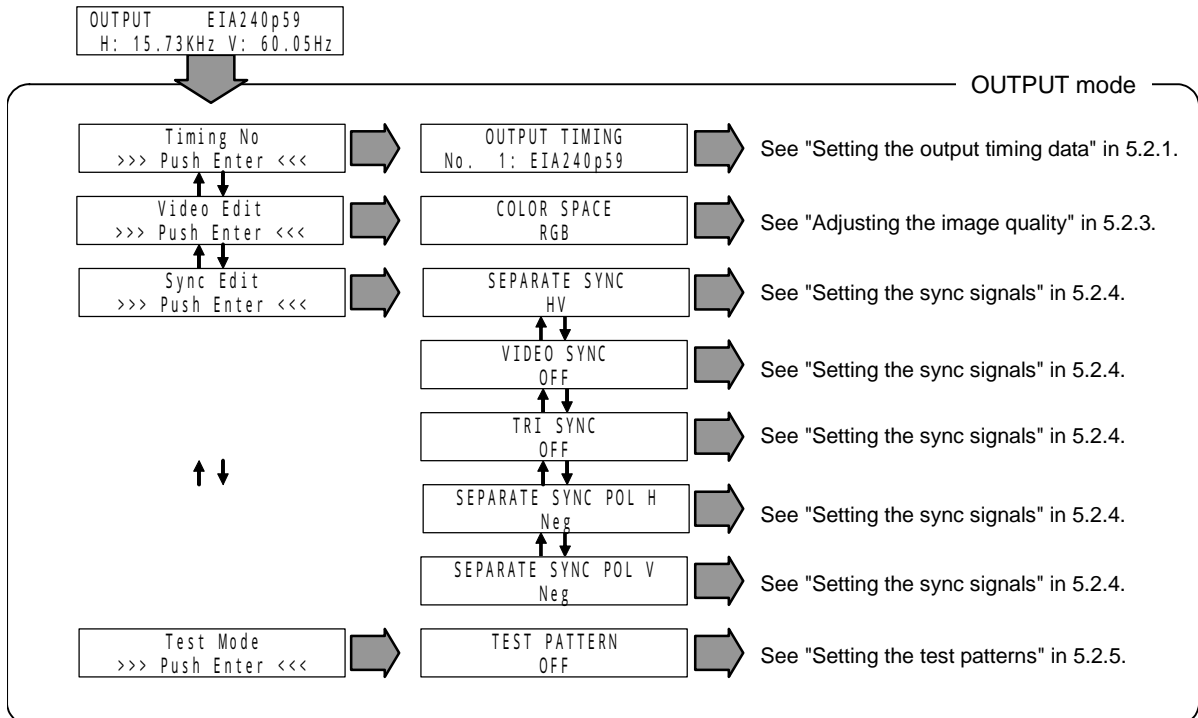 OUTPUT EIA240p59
H: 15.73KHz V: 60.05Hz
OUTPUT mode
Timing No
>>> Push Enter <<<
OUTPUT TIMING
No. 1: EIA240p59
See "Setting the output timing data" in 5.2.1.
Video Edit
>>> Push Enter <<<
COLOR SPACE
RGB
See "Adjusting the image quality" in 5.2.3.
Sync Edit
>>> Push Enter <<<
SEPARATE SYNC
HV
See "Setting the sync signals" in 5.2.4.
VIDEO SYNC
OFF
See "Setting the sync signals" in 5.2.4.
TRI SYNC
OFF
See "Setting the sync signals" in 5.2.4.
SEPARATE SYNC POL H
Neg
See "Setting the sync signals" in 5.2.4.
SEPARATE SYNC POL V
Neg
See "Setting the sync signals" in 5.2.4.
Test Mode
>>> Push Enter <<<
TEST PATTERN
OFF
See "Setting the test patterns" in 5.2.5.